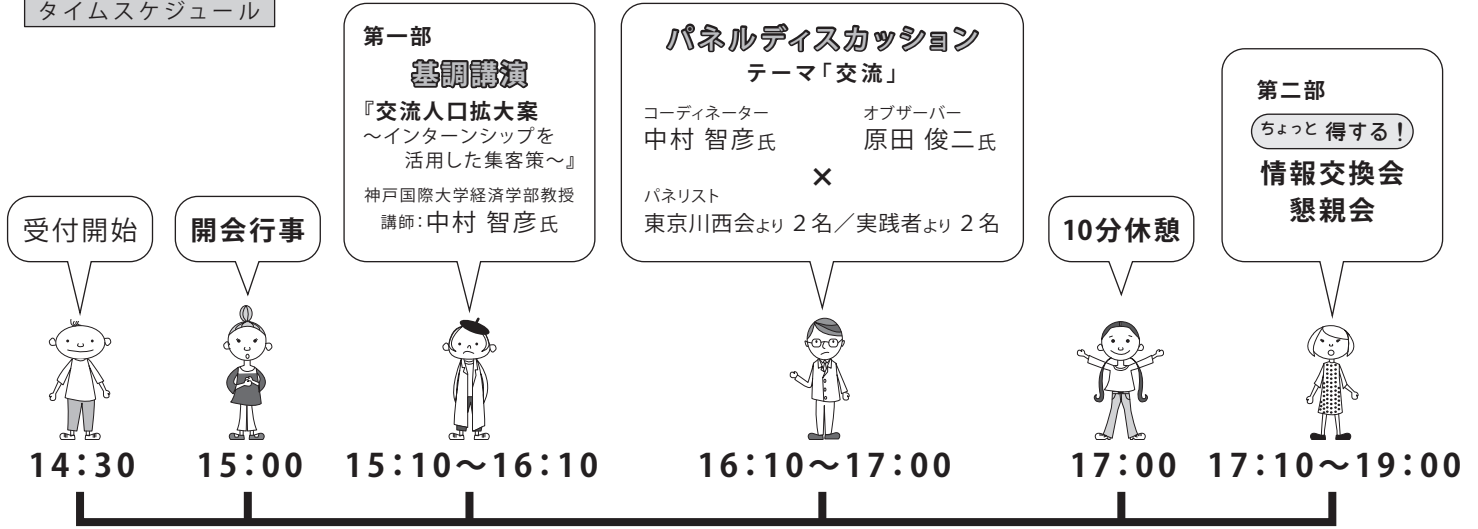 タイムスケジュール
受付開始
開会行事
第一部
基調講演
『交流人口拡大案
～インターンシップを
活用した集客策～』
神戸国際大学経済学部教授
講師：中村 智彦氏
パネルディスカッション
テーマ「交流」
コーディネーター
中村 智彦氏
オブザーバー
原田 俊二氏
×
パネリスト
東京川西会より 2名／実践者より 2名
10分休憩
第二部
ちょっと 得する！
情報交換会
懇親会
14：30
15：00
15：10～16：10
16：10～17：00
17：00
17：10～19：00